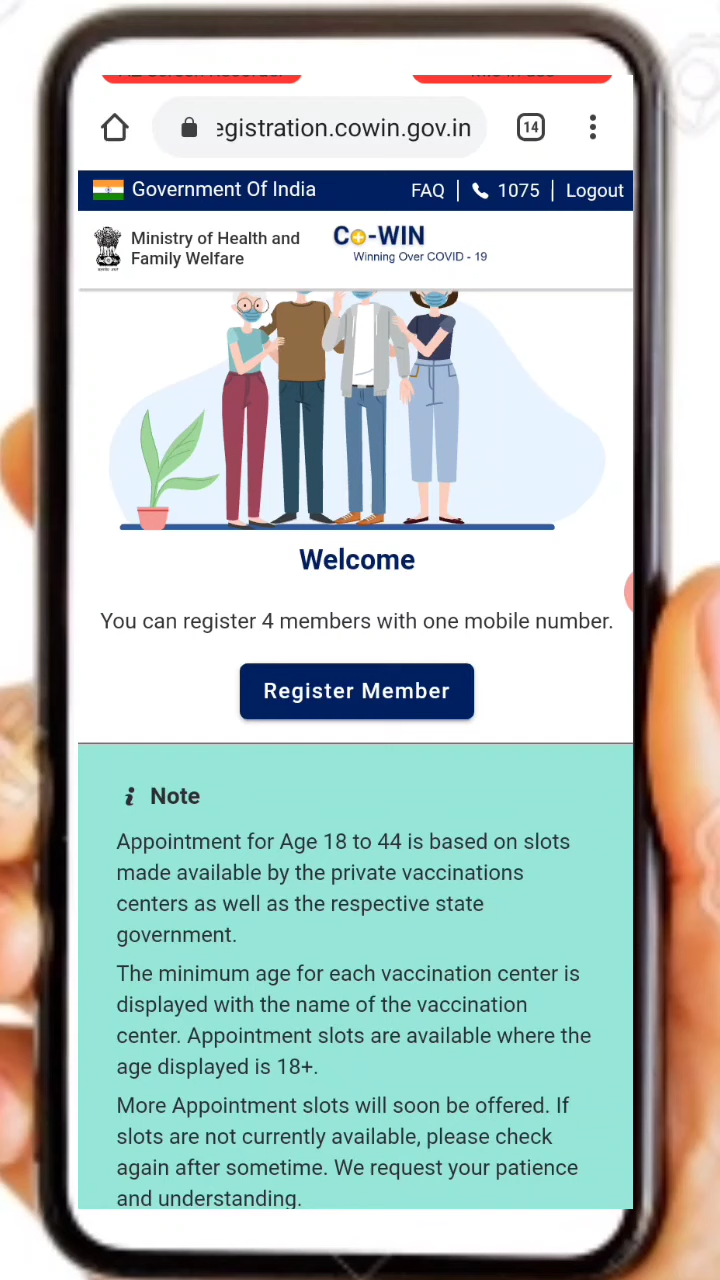 14
egistration.cowin.gov.in
Government Of India
FAQ | 1075 | Logout
Ministry of Health and
Family Welfare
Co-WIN
Winning Over COVID - 19
Welcome
You can register 4 members with one mobile number.
Register Member
i Note
Appointment for Age 18 to 44 is based on slots
made available by the private vaccinations
centers as well as the respective state
government.
The minimum age for each vaccination center is
displayed with the name of the vaccination
center. Appointment slots are available where the
age displayed is 18+.
More Appointment slots will soon be offered. If
slots are not currently available, please check
again after sometime. We request your patience
and understanding.